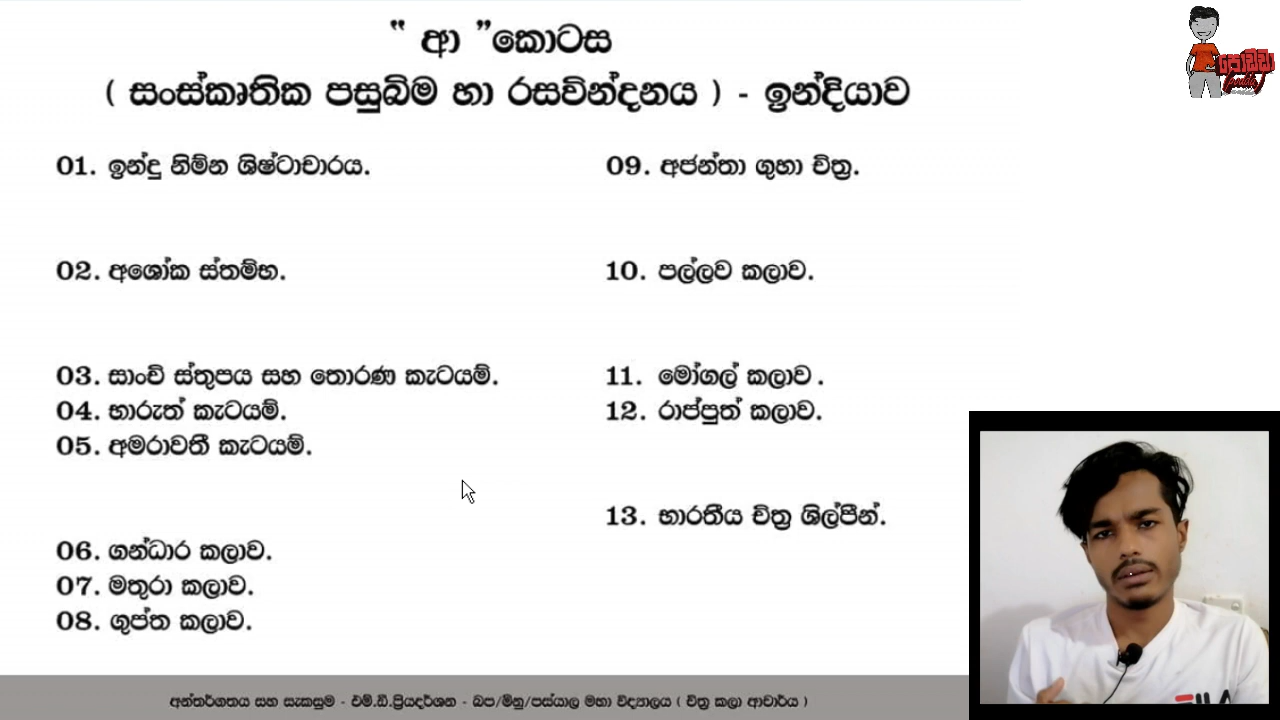 “ ආ ”කොටස
( සංස්කෘතික පසුබිම හා රසවින්දනය ) - ඉන්දියාව
01. ඉන්දු නිම්න ශිෂ්ටාචාරය.
02. අශෝක ස්තම්භ.
03. සාංචි ස්තුපය සහ තොරණ කැටයම්.
04. භාරුත් කැටයම්.
05. අමරාවතී කැටයම්.
06. ගන්ධාර කලාව.
07. මතුරා කලාව.
08. ගුප්ත කලාව.
09. අජන්තා ගුහා චිත්‍ර.
10. පල්ලව කලාව.
11. මෝගල් කලාව.
12. රාජ්පුත් කලාව.
13. භාරතීය චිත්‍ර ශිල්පීන්.
අන්තර්ගතය සහ සැකසුම - එම්.ඩී.ප්‍රියදර්ශන - බප/මිනු/පස්යාල මහා විද්‍යාලය ( චිත්‍ර කලා ආචාර්ය )
පොඩ්ඩා
FILA